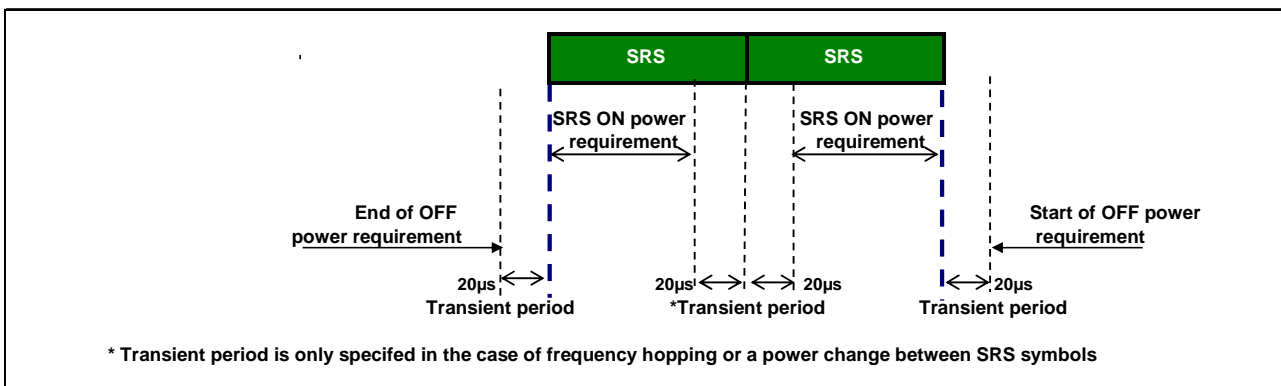 SRS SRS
SRS ON power
requirement
SRS ON power
requirement
End of OFF
power requirement
Start of OFF power
requirement
20µs 20µs 20µs 20µs
Transient period *Transient period Transient period
* Transient period is only specifed in the case of frequency hopping or a power change between SRS symbols